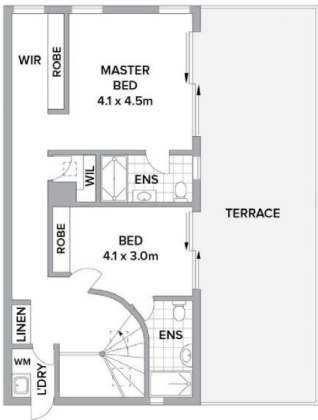 WIR
ROBE
MASTER
BED
4.1 x 4.5m
WIL
ENS
TERRACE
ROBE
BED
4.1 x 3.0m
LINEN
ENS
WM
L'DRY